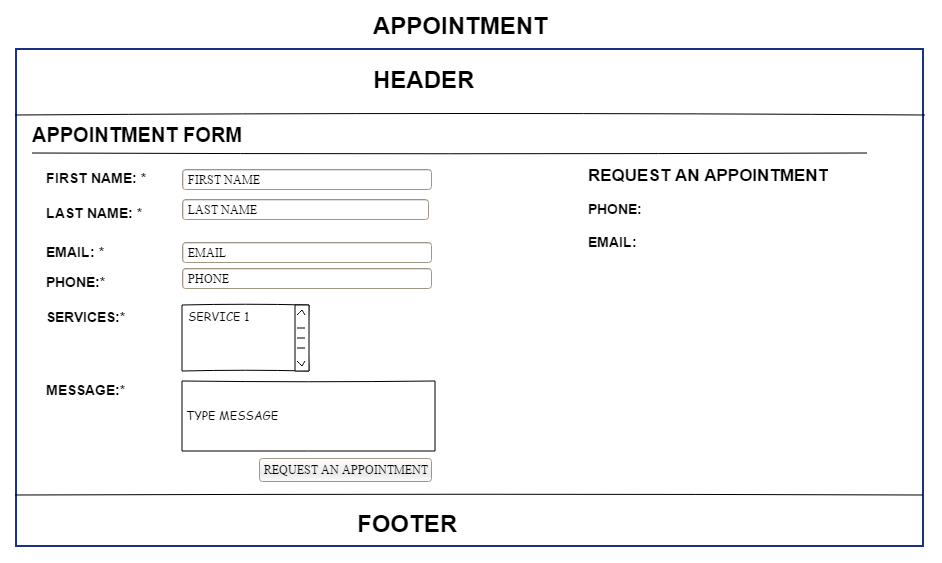 APPOINTMENT
HEADER
APPOINTMENT FORM
FIRST NAME: * FIRST NAME
LAST NAME: * LAST NAME
EMAIL: * EMAIL
PHONE:* PHONE
SERVICES:* SERVICE 1
MESSAGE:* TYPE MESSAGE
REQUEST AN APPOINTMENT
REQUEST AN APPOINTMENT
PHONE:
EMAIL:
FOOTER